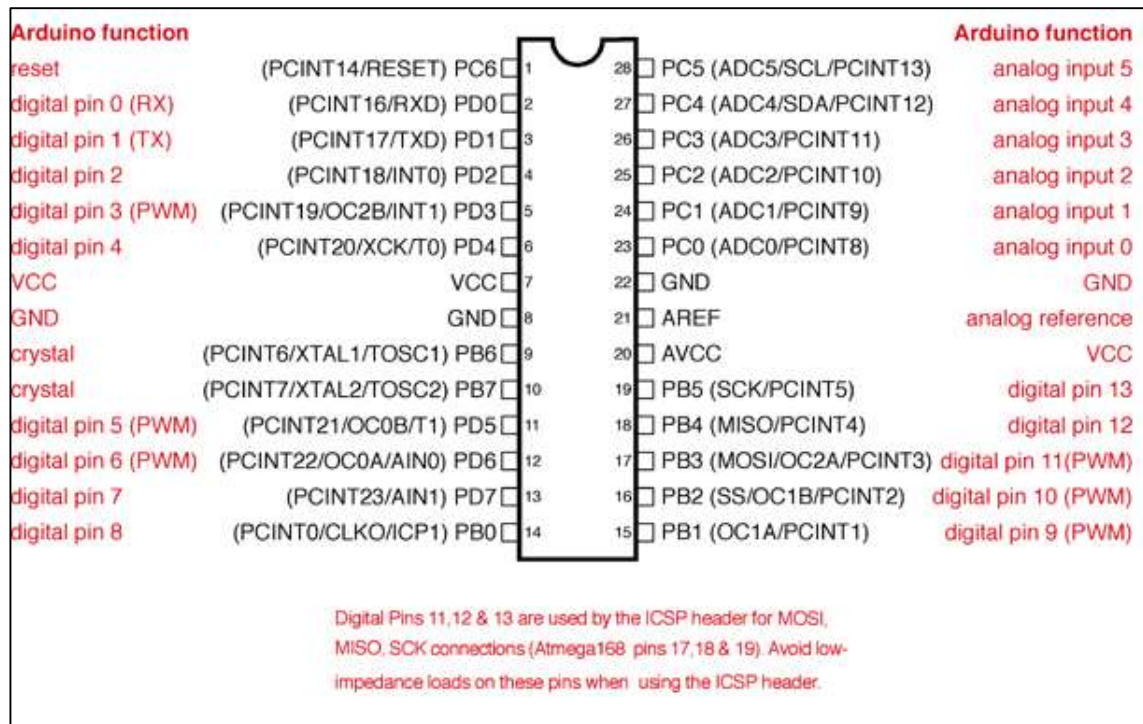 Arduino function Arduino function
reset (PCINT14/RESET) PC6 1 28 PC5 (ADC5/SCL/PCINT13) analog input 5
digital pin 0 (RX) (PCINT16/RXD) PD0 2 27 PC4 (ADC4/SDA/PCINT12) analog input 4
digital pin 1 (TX) (PCINT17/TXD) PD1 3 26 PC3 (ADC3/PCINT11) analog input 3
digital pin 2 (PCINT18/INT0) PD2 4 25 PC2 (ADC2/PCINT10) analog input 2
digital pin 3 (PWM) (PCINT19/OC2B/INT1) PD3 5 24 PC1 (ADC1/PCINT9) analog input 1
digital pin 4 (PCINT20/XCK/T0) PD4 6 23 PC0 (ADC0/PCINT8) analog input 0
VCC VCC 7 22 GND GND
GND GND 8 21 AREF analog reference
crystal (PCINT6/XTAL1/TOSC1) PB6 9 20 AVCC VCC
crystal (PCINT7/XTAL2/TOSC2) PB7 10 19 PB5 (SCK/PCINT5) digital pin 13
digital pin 5 (PWM) (PCINT21/OC0B/T1) PD5 11 18 PB4 (MISO/PCINT4) digital pin 12
digital pin 6 (PWM) (PCINT22/OC0A/AIN0) PD6 12 17 PB3 (MOSI/OC2A/PCINT3) digital pin 11(PWM)
digital pin 7 (PCINT23/AIN1) PD7 13 16 PB2 (SS/OC1B/PCINT2) digital pin 10 (PWM)
digital pin 8 (PCINT0/CLKO/ICP1) PB0 14 15 PB1 (OC1A/PCINT1) digital pin 9 (PWM)
Digital Pins 11,12 & 13 are used by the ICSP header for MOSI,
MISO, SCK connections (Atmega168 pins 17,18 & 19). Avoid low-
impedance loads on these pins when using the ICSP header.